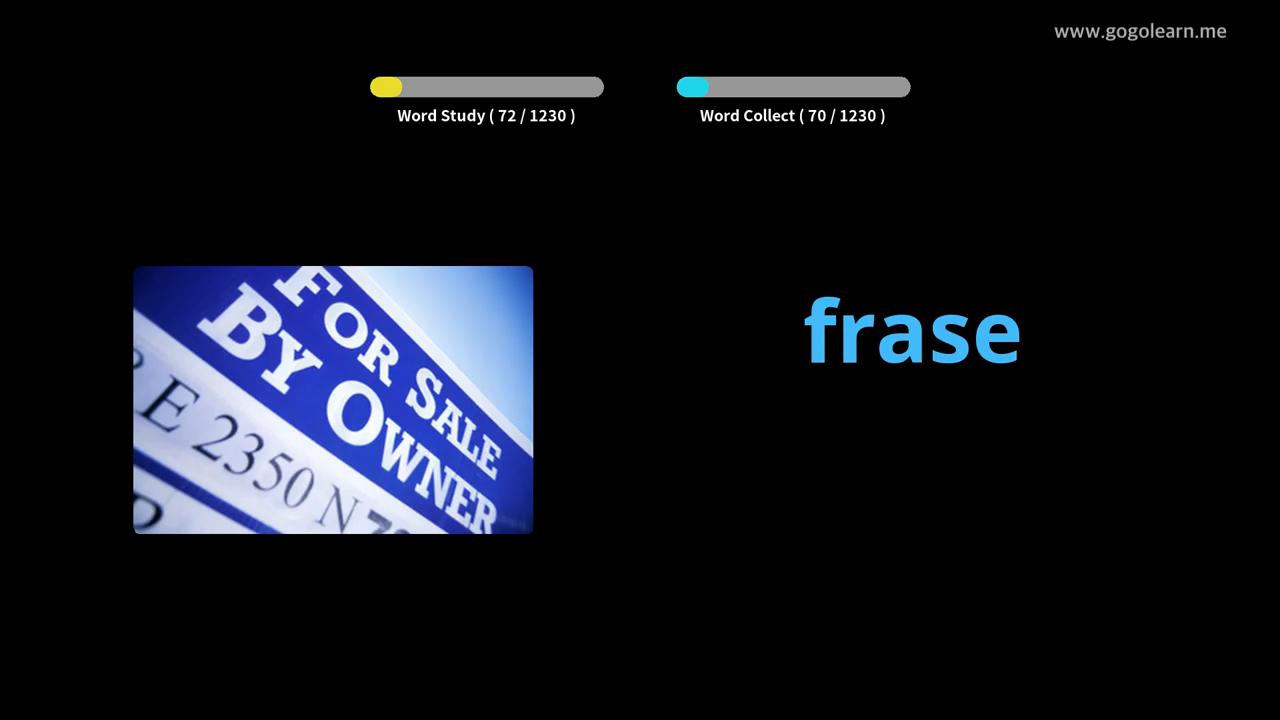 www.gogolearn.me
Word Study ( 72 / 1230 )
Word Collect ( 70 / 1230 )
FOR SALE
BY OWNER
E 2350 N
frase